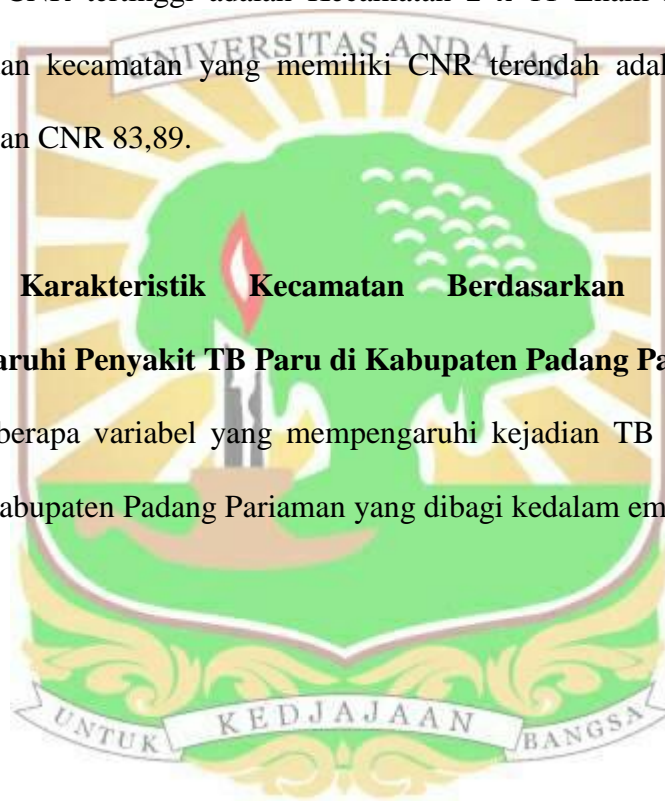 CNR tertinggi adalah Kecamatan 2 x 11 Enam
UNIVERSITAS ANDALAS
an kecamatan yang memiliki CNR terendah adal
an CNR 83,89.
Karakteristik Kecamatan Berdasarkan
aruhi Penyakit TB Paru di Kabupaten Padang Pa
berapa variabel yang mempengaruhi kejadian TB
abupaten Padang Pariaman yang dibagi kedalam em
UNTUK KEDJAJAAN BANGSA